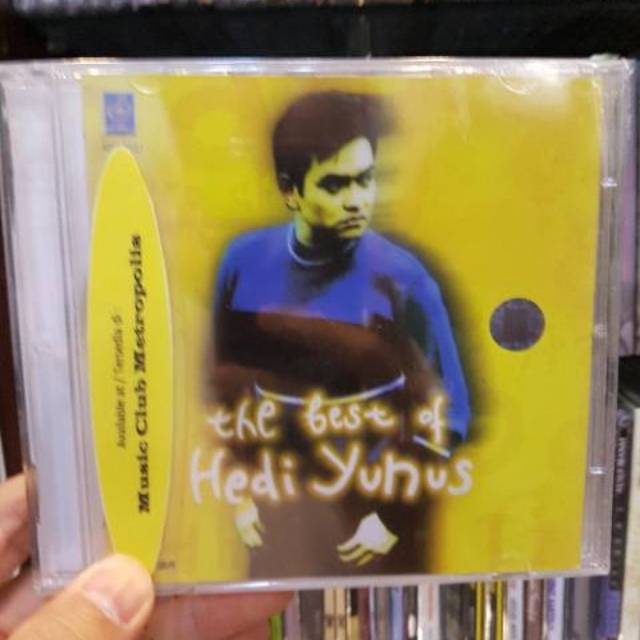 Available at / Tersedia di :
Music Club Metropolis
the best of
Hedi Yunus